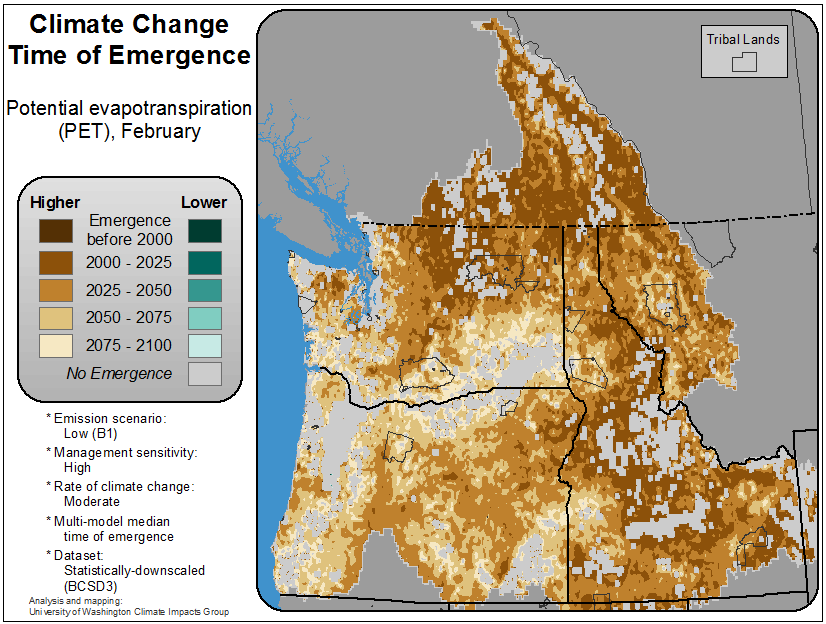 Climate Change
Time of Emergence
Potential evapotranspiration
(PET), February
Higher
Lower
Emergence
before 2000
2000 - 2025
2025 - 2050
2050 - 2075
2075 - 2100
No Emergence
* Emission scenario:
Low (B1)
* Management sensitivity:
High
* Rate of climate change:
Moderate
* Multi-model median
time of emergence
* Dataset:
Statistically-downscaled
(BCSD3)
Analysis and mapping:
University of Washington Climate Impacts Group
Tribal Lands